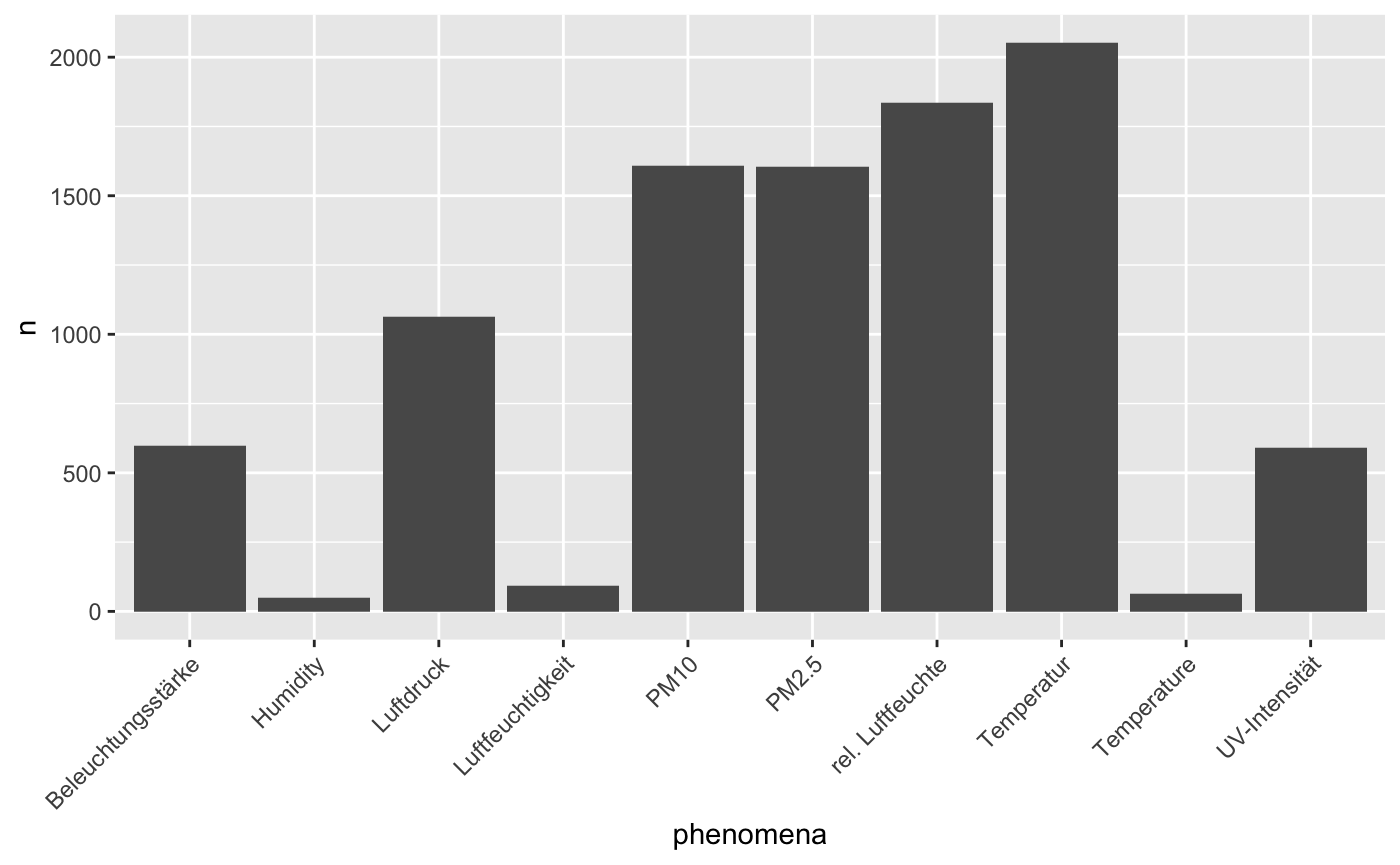 2000
1500
1000
500
0
n
Beleuchtungsstärke
Humidity
Luftdruck
Luftfeuchtigkeit
PM10
PM2.5
rel. Luftfeuchte
Temperatur
Temperature
UV-Intensität
phenomena